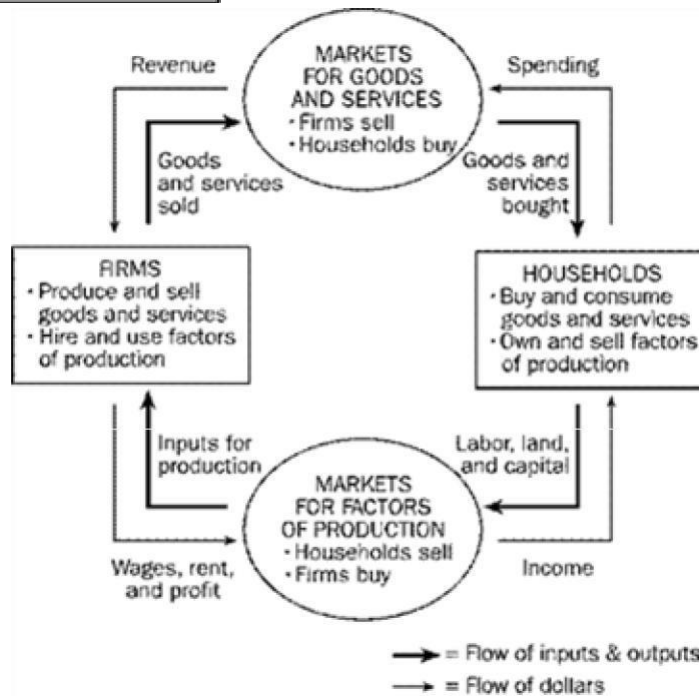 MARKETS
FOR GOODS
AND SERVICES
• Firms sell
• Households buy
Revenue
Spending
Goods
and services
sold
Goods and
services
bought
FIRMS
• Produce and sell
goods and services
• Hire and use factors
of production
HOUSEHOLDS
• Buy and consume
goods and services
• Own and sell factors
of production
Inputs for
production
Labor, land,
and capital
MARKETS
FOR FACTORS
OF PRODUCTION
• Households sell
• Firms buy
Wages, rent,
and profit
Income
= Flow of inputs & outputs
= Flow of dollars